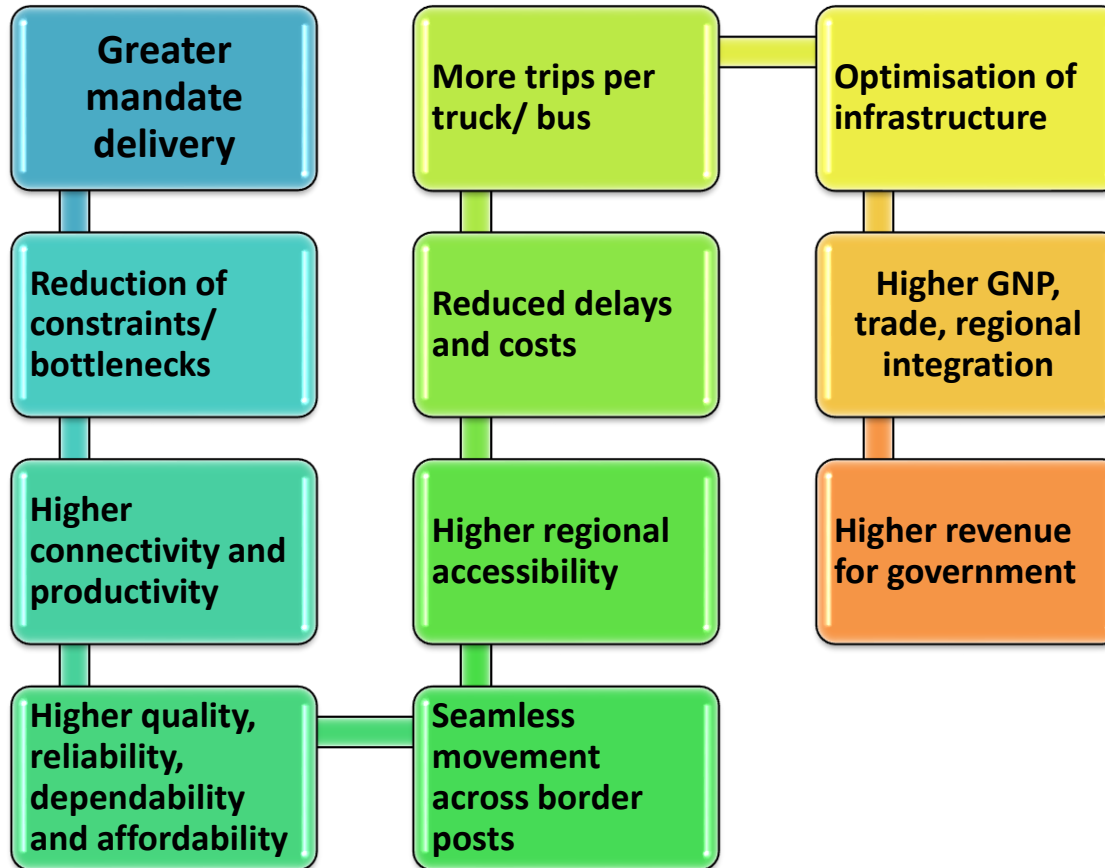 Greater
mandate
delivery
Reduction of
constraints/
bottlenecks
Higher
connectivity and
productivity
Higher quality,
reliability,
dependability
and affordability
Seamless
movement
across border
posts
Higher regional
accessibility
Reduced delays
and costs
More trips per
truck/ bus
Optimisation of
infrastructure
Higher GNP,
trade, regional
integration
Higher revenue
for government